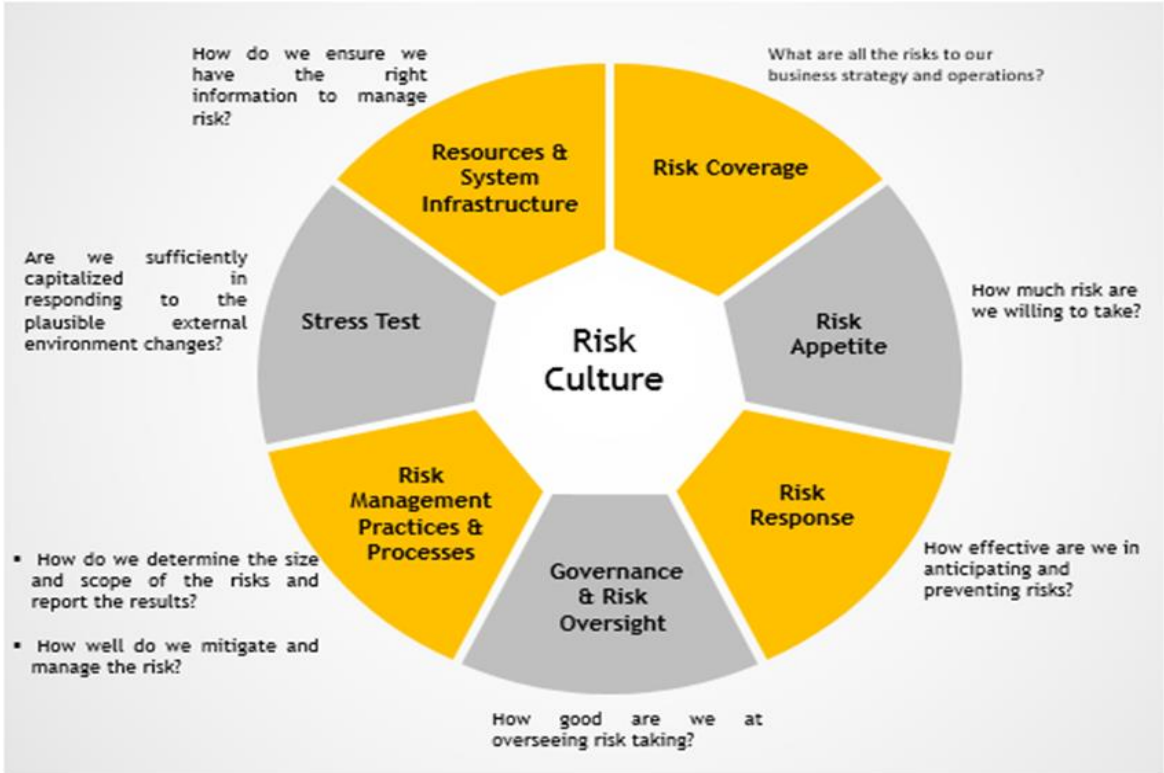 How do we ensure we
have the right
information to manage
risk?
What are all the risks to our
business strategy and operations?
Resources &
System
Infrastructure
Risk Coverage
Are we sufficiently
capitalized in
responding to the
plausible external
environment changes?
Stress Test
Risk
Culture
Risk
Appetite
How much risk are
we willing to take?
Risk
Management
Practices &
Processes
Risk
Response
▪ How do we determine the size
and scope of the risks and
report the results?
▪ How well do we mitigate and
manage the risk?
Governance
& Risk
Oversight
How effective are we in
anticipating and
preventing risks?
How good are we at
overseeing risk taking?